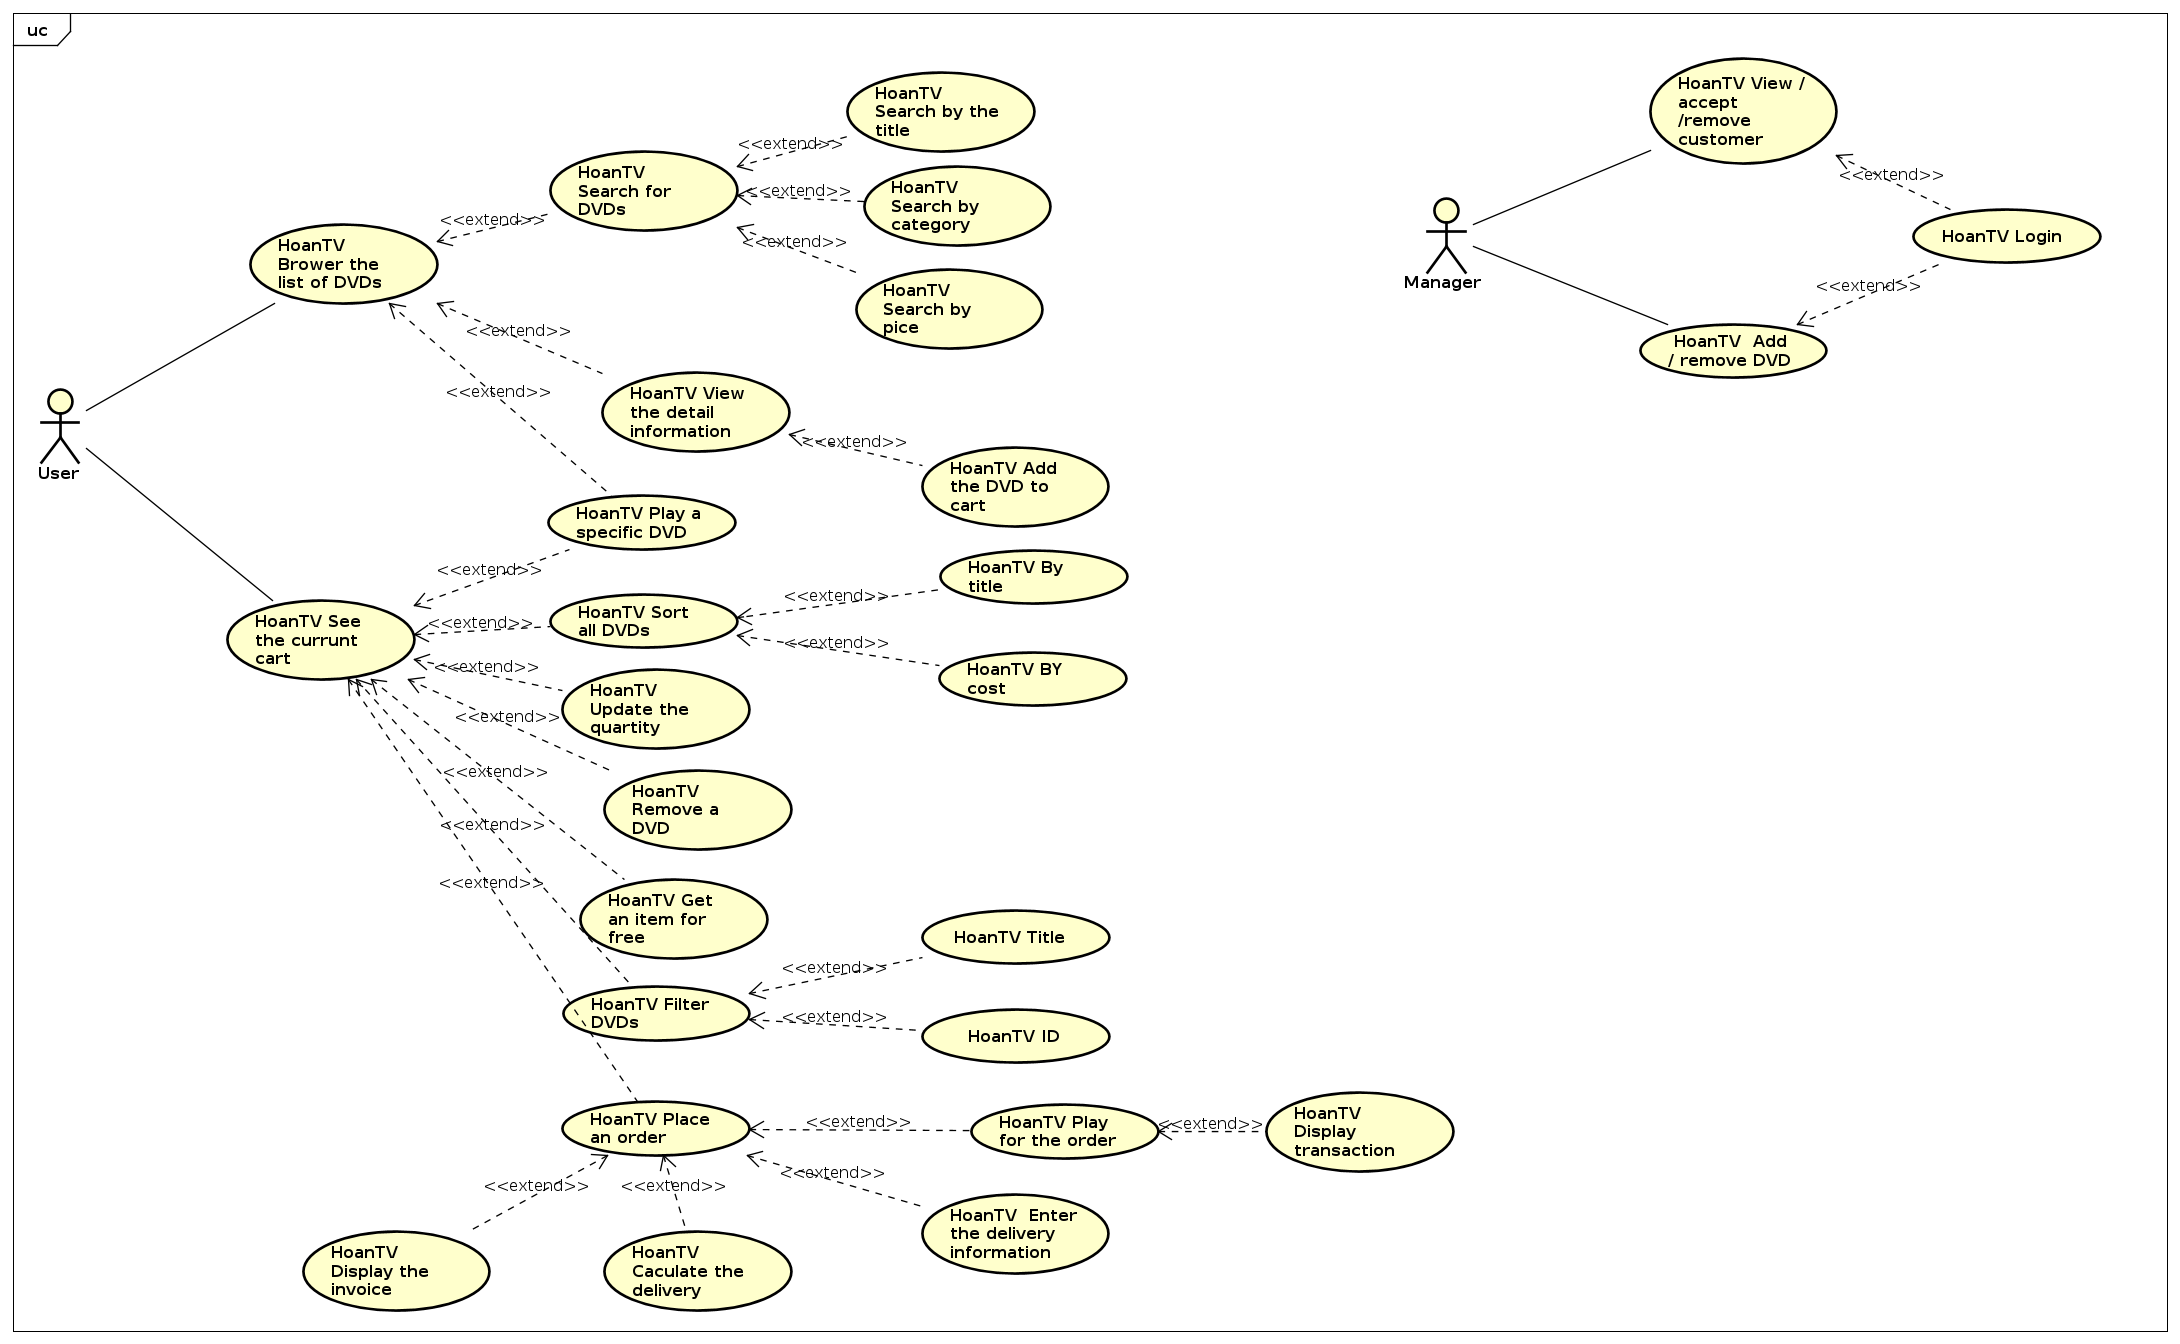 uc
HoanTV
Search by the
title
<<extend>>
HoanTV
Search for
DVDs
<<extend>>
HoanTV
Search by
category
<<extend>>
HoanTV
Brower the
list of DVDs
<<extend>>
HoanTV
Search by
pice
<<extend>>
HoanTV View
the detail
information
<<extend>>
<<extend>>
HoanTV Add
the DVD to
cart
User
HoanTV Play a
specific DVD
<<extend>>
HoanTV By
title
<<extend>>
HoanTV Sort
all DVDs
<<extend>>
HoanTV See
the currunt
cart
<<extend>>
HoanTV BY
cost
<<extend>>
HoanTV
Update the
quartity
<<extend>>
HoanTV
Remove a
DVD
<<extend>>
<<extend>>
<<extend>>
HoanTV Get
an item for
free
HoanTV Title
<<extend>>
HoanTV Filter
DVDs
<<extend>>
HoanTV ID
HoanTV Place
an order
<<extend>>
HoanTV Play
for the order
<<extend>>
HoanTV
Display
transaction
<<extend>>
<<extend>>
<<extend>>
HoanTV  Enter
the delivery
information
HoanTV
Display the
invoice
HoanTV
Caculate the
delivery
HoanTV View /
accept
/remove
customer
<<extend>>
HoanTV Login
Manager
<<extend>>
HoanTV  Add
/ remove DVD